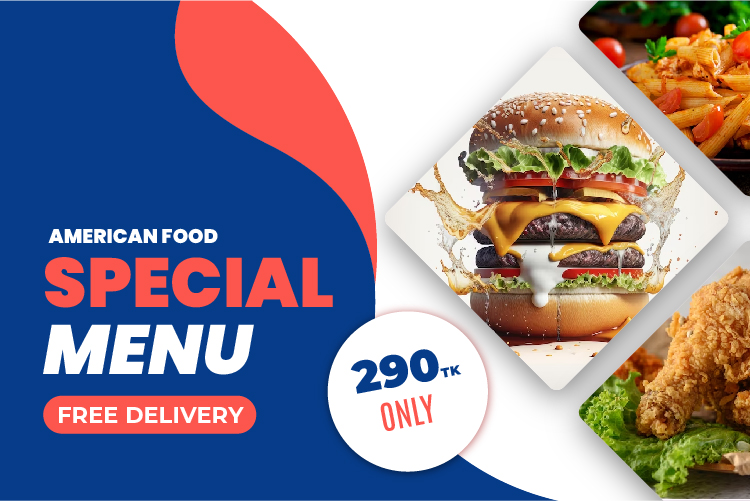 AMERICAN FOOD
SPECIAL
MENU
FREE DELIVERY
290TK
ONLY